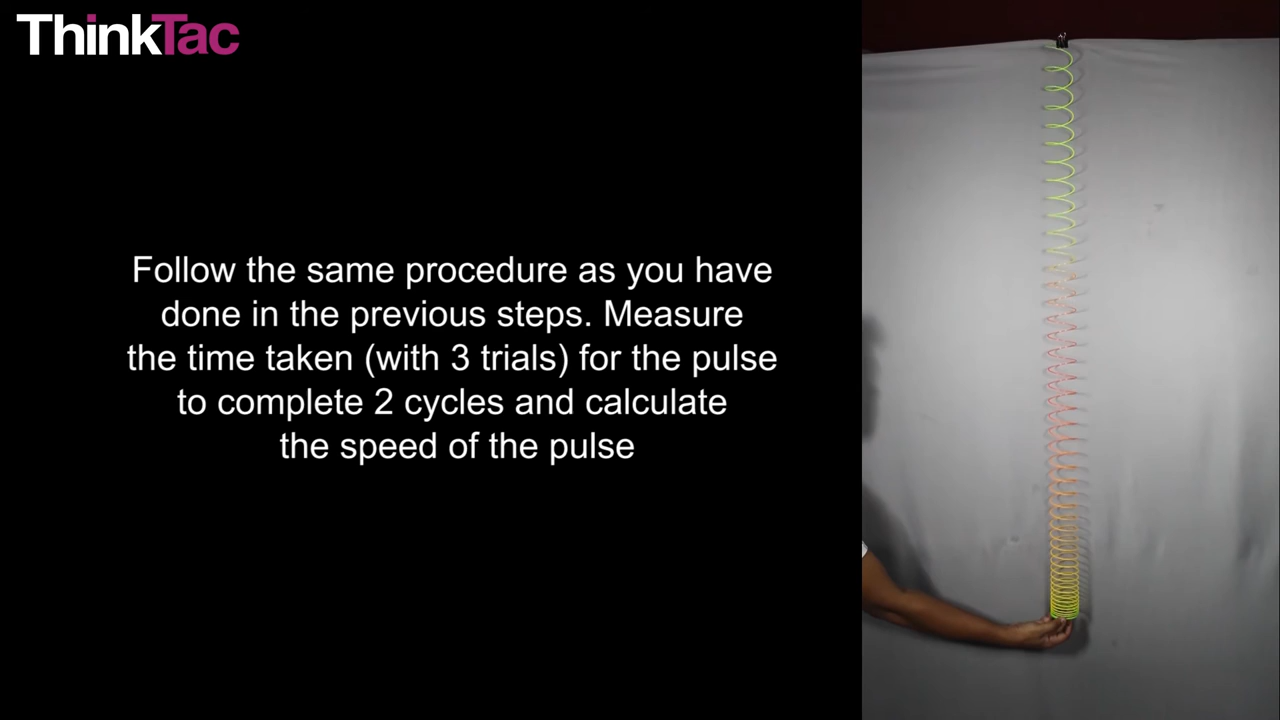 ThinkTac
Follow the same procedure as you have
done in the previous steps. Measure
the time taken (with 3 trials) for the pulse
to complete 2 cycles and calculate
the speed of the pulse